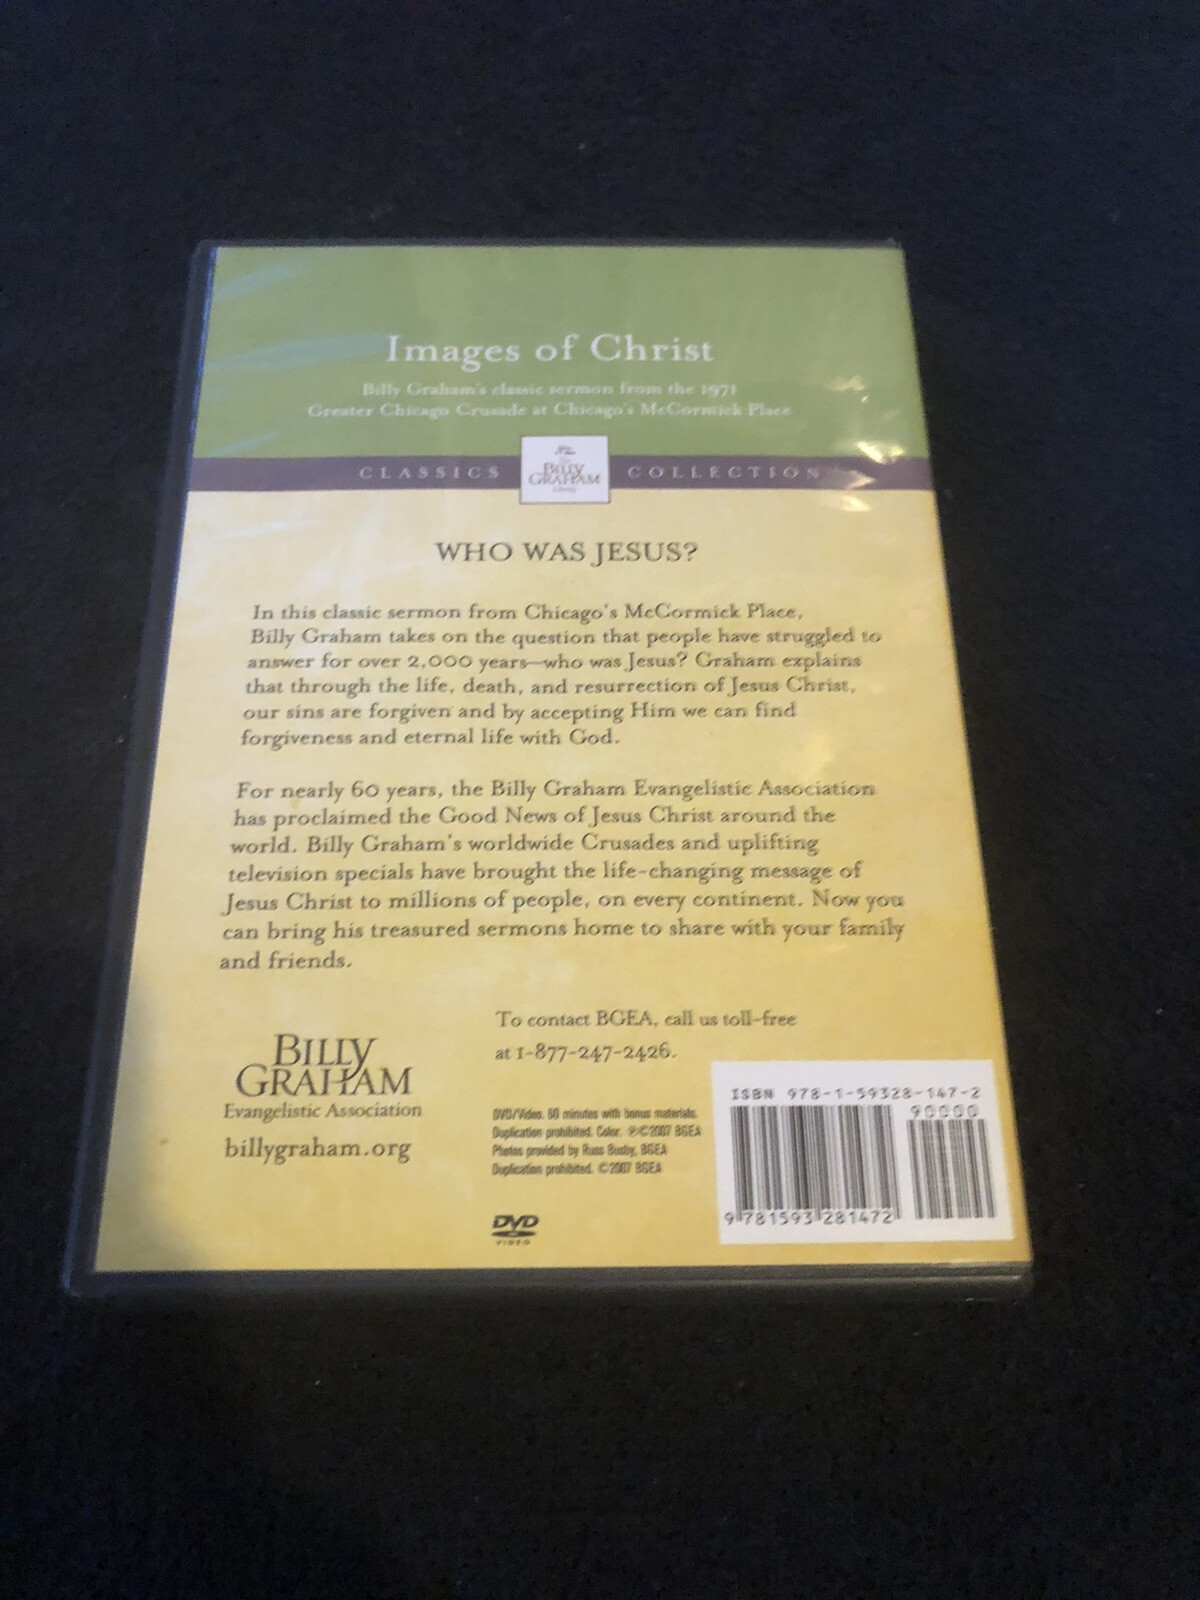 Images of Christ
Billy Graham's classic sermon from the 1971
Greater Chicago Crusade at Chicago's McCormick Place
CLASSICS
The
BILLY
GRAHAM
Library
COLLECTION
WHO WAS JESUS?
In this classic sermon from Chicago's McCormick Place,
Billy Graham takes on the question that people have struggled to
answer for over 2,000 years—who was Jesus? Graham explains
that through the life, death, and resurrection of Jesus Christ,
our sins are forgiven and by accepting Him we can find
forgiveness and eternal life with God.
For nearly 60 years, the Billy Graham Evangelistic Association
has proclaimed the Good News of Jesus Christ around the
world. Billy Graham's worldwide Crusades and uplifting
television specials have brought the life-changing message of
Jesus Christ to millions of people, on every continent. Now you
can bring his treasured sermons home to share with your family
and friends.
BILLY
GRAHAM
Evangelistic Association
billygraham.org
To contact BGEA, call us toll-free
at 1-877-247-2426.
DVD/Video. 60 minutes with bonus materials.
Duplication prohibited. Color. ℗©2007 BGEA
Photos provided by Russ Busby, BGEA
Duplication prohibited. ©2007 BGEA
DVD
VIDEO
ISBN 978-1-59328-147-2
90000
9 781593 281472